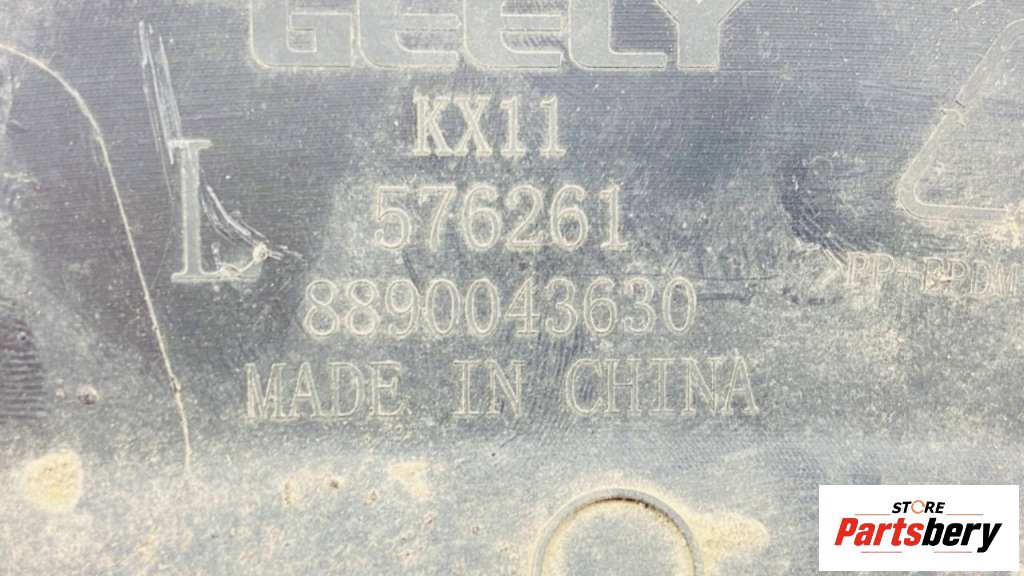 GEELY
KX11
L
576261
8890043630
MADE IN CHINA
PP-EPDM
STORE
Partsbery